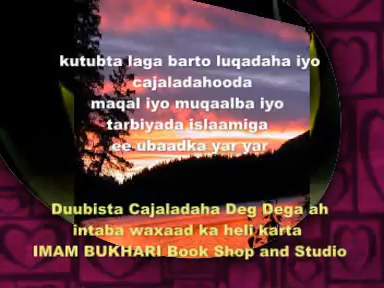 kutubta laga barto luqadaha iyo
cajaladahooda
maqal iyo muqaalba iyo
tarbiyada islaamiga
ee ubaadka yar yar
Duubista Cajaladaha Deg Dega ah
intaba waxaad ka heli karta
IMAM BUKHARI Book Shop and Studio